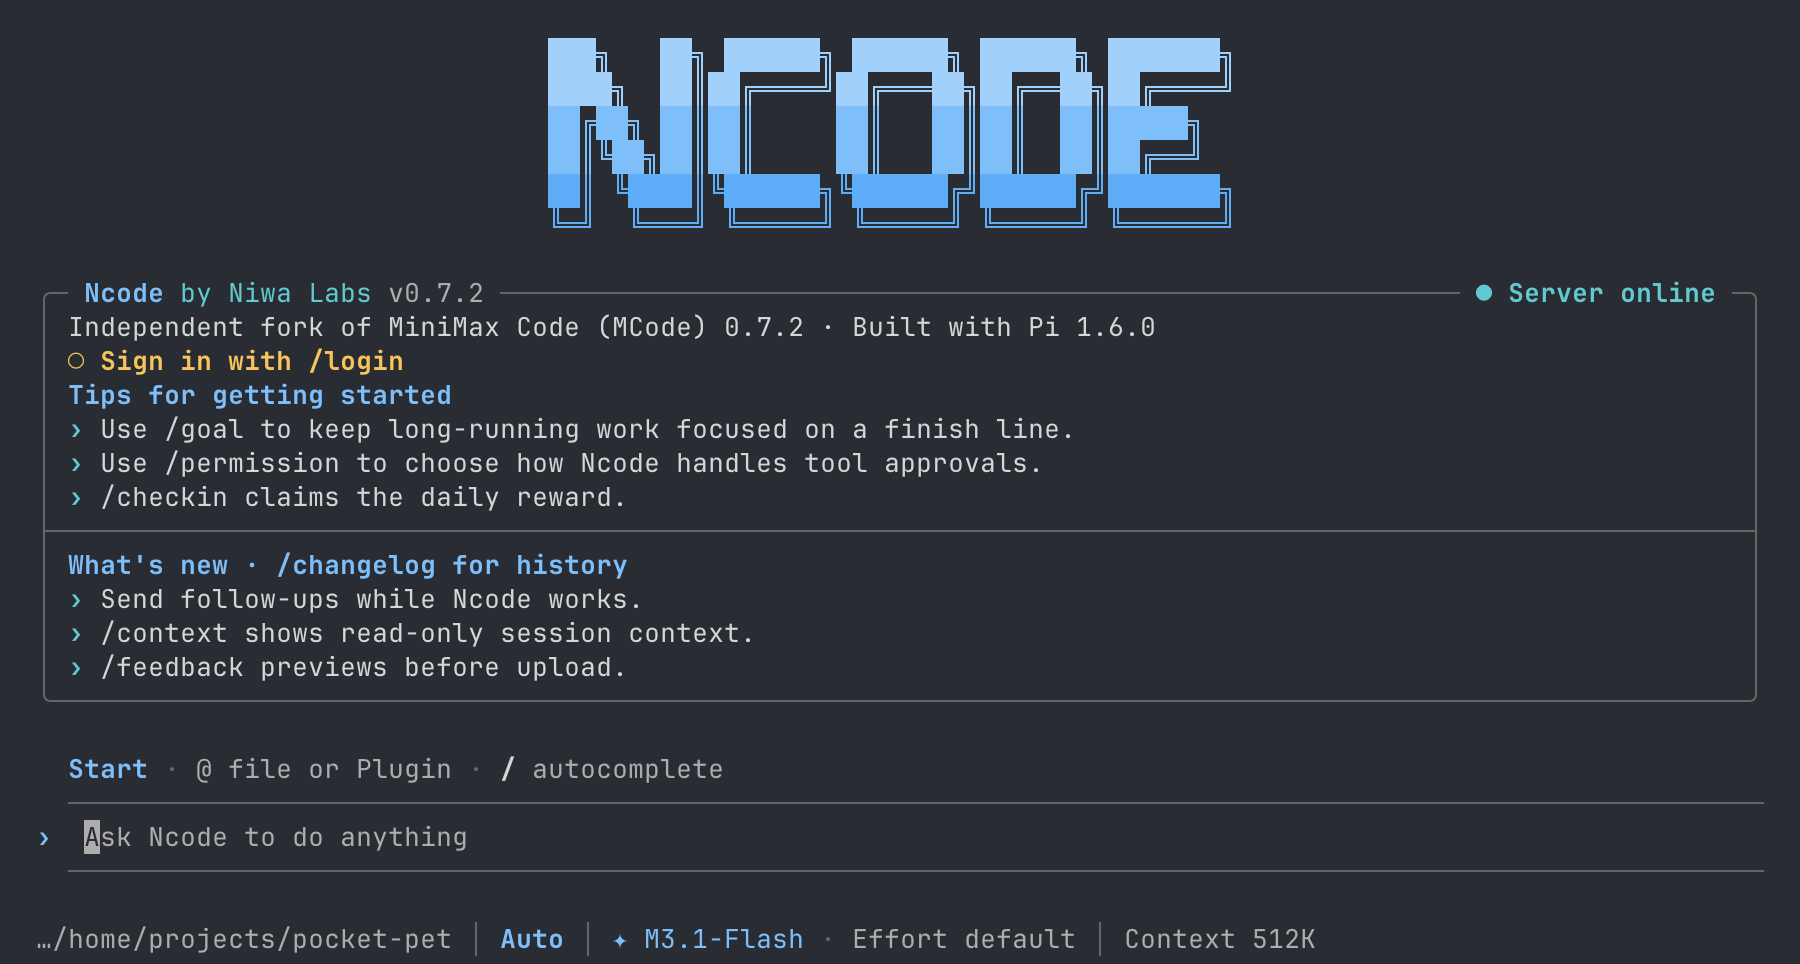 NCODE
Ncode by Niwa Labs v0.7.2 ● Server online
Independent fork of MiniMax Code (MCode) 0.7.2 · Built with Pi 1.6.0
○ Sign in with /login
Tips for getting started
› Use /goal to keep long-running work focused on a finish line.
› Use /permission to choose how Ncode handles tool approvals.
› /checkin claims the daily reward.
What's new · /changelog for history
› Send follow-ups while Ncode works.
› /context shows read-only session context.
› /feedback previews before upload.
Start · @ file or Plugin · / autocomplete
› Ask Ncode to do anything
…/home/projects/pocket-pet │ Auto │ ✦ M3.1-Flash · Effort default │ Context 512K